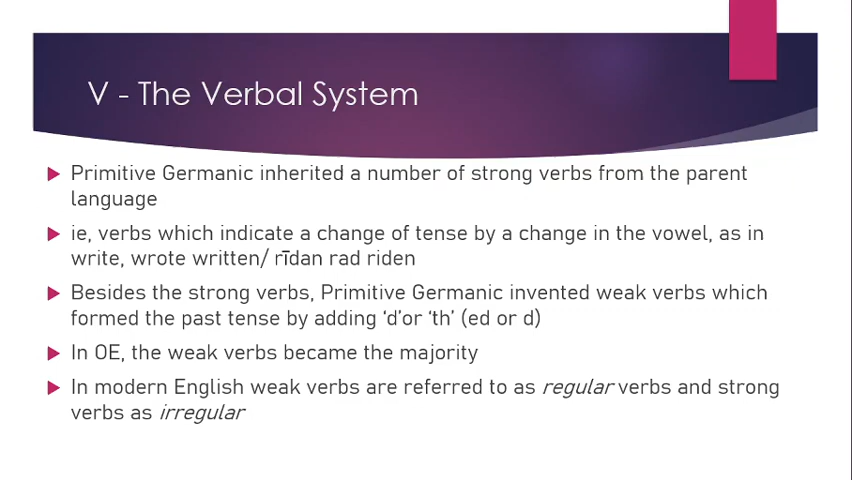 V - The Verbal System
Primitive Germanic inherited a number of strong verbs from the parent
language
ie, verbs which indicate a change of tense by a change in the vowel, as in
write, wrote written/ rīdan rad riden
Besides the strong verbs, Primitive Germanic invented weak verbs which
formed the past tense by adding ‘d’or ‘th’ (ed or d)
In OE, the weak verbs became the majority
In modern English weak verbs are referred to as regular verbs and strong
verbs as irregular